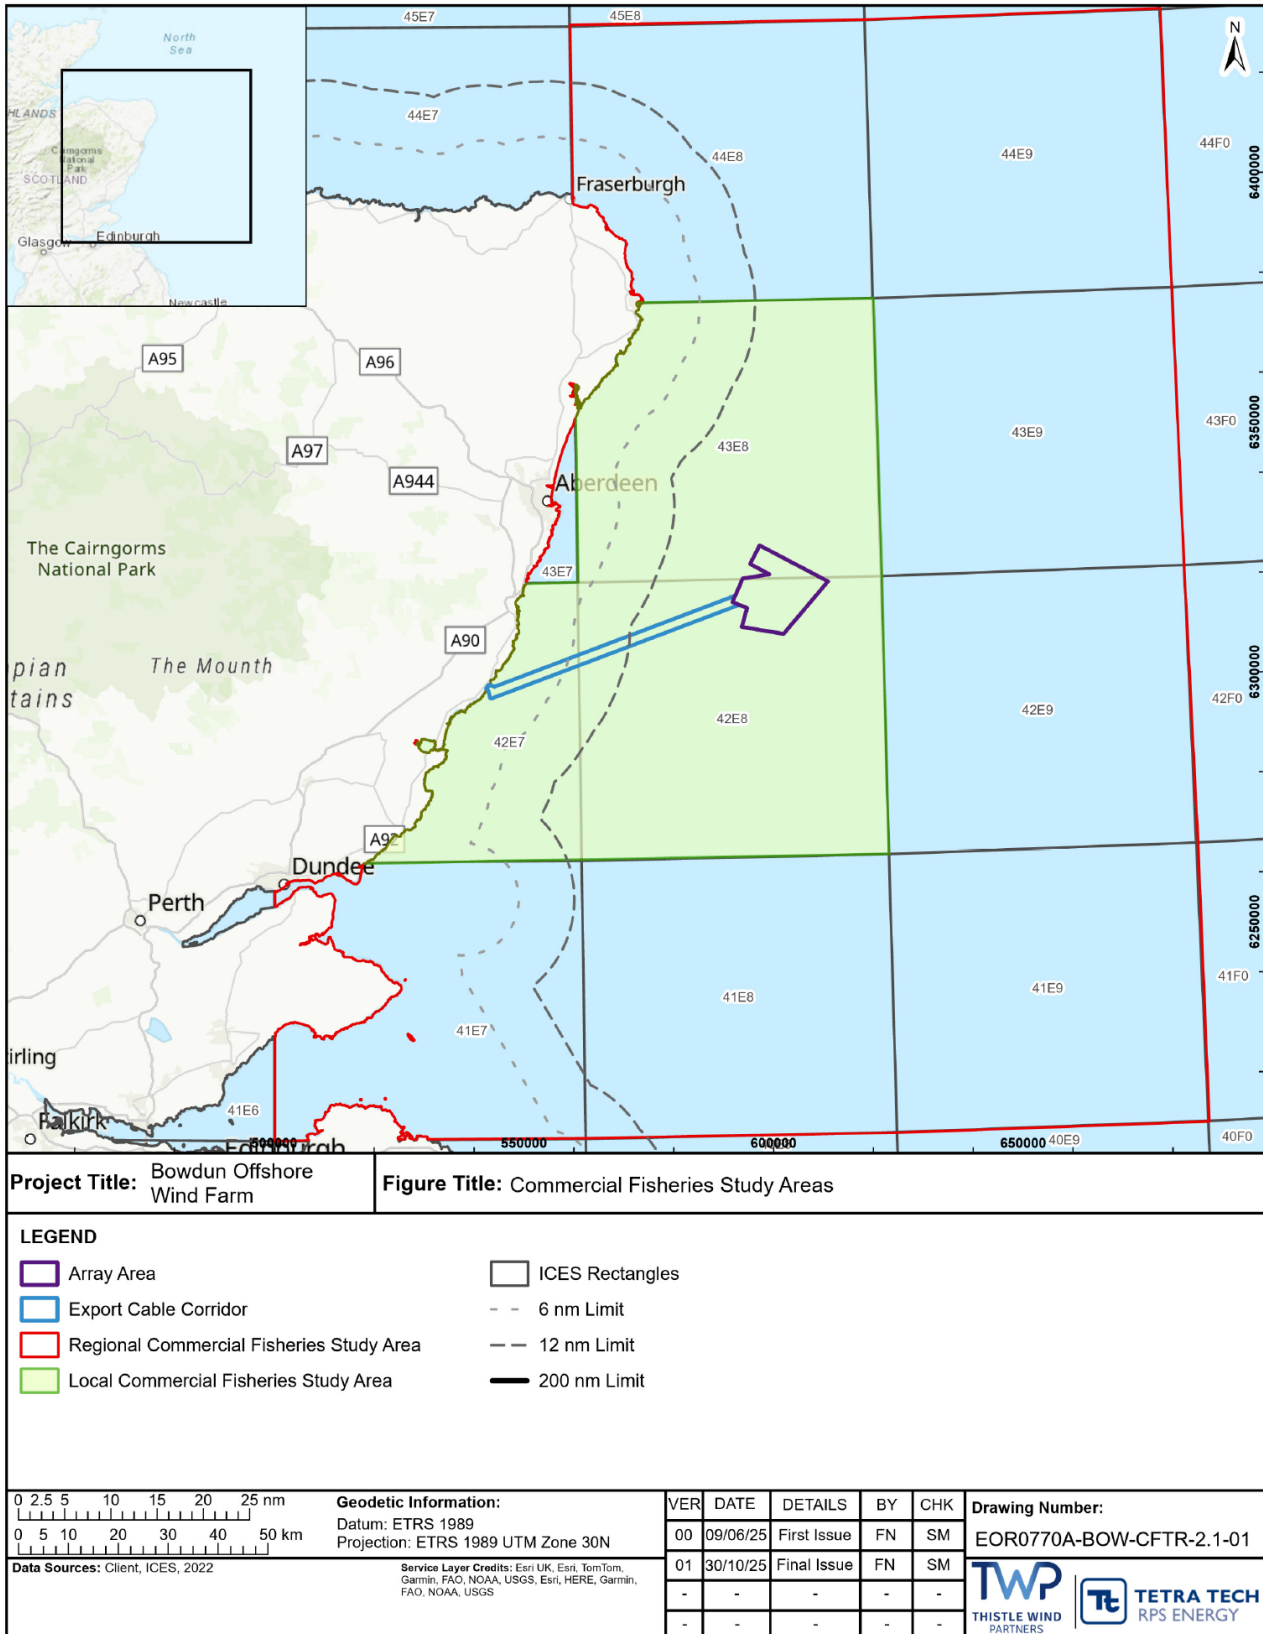 45E7
45E8
North
Sea
N
HLANDS
Cairngorms
National
Park
SCOTLAND
Glasgow
Edinburgh
Newcastle
44E7
44E8
44E9
44F0
6400000
Fraserburgh
A95
A96
A97
A944
43E8
43E9
43F0
6350000
Aberdeen
The Cairngorms
National Park
43E7
A90
pian
tains
The Mounth
42E7
42E8
42E9
42F0
6300000
A92
Dundee
Perth
6250000
41E8
41E9
41F0
41E7
irling
41E6
Falkirk
Edinburgh
500000
550000
600000
650000
40E9
40F0
Project Title: Bowdun Offshore
Wind Farm
Figure Title: Commercial Fisheries Study Areas
LEGEND
Array Area
Export Cable Corridor
Regional Commercial Fisheries Study Area
Local Commercial Fisheries Study Area
ICES Rectangles
6 nm Limit
12 nm Limit
200 nm Limit
0 2.5 5 10 15 20 25 nm
0 5 10 20 30 40 50 km
Geodetic Information:
Datum: ETRS 1989
Projection: ETRS 1989 UTM Zone 30N
Data Sources: Client, ICES, 2022
Service Layer Credits: Esri UK, Esri, TomTom,
Garmin, FAO, NOAA, USGS, Esri, HERE, Garmin,
FAO, NOAA, USGS
VER DATE DETAILS BY CHK
00 09/06/25 First Issue FN SM
01 30/10/25 Final Issue FN SM
- - - - -
- - - - -
Drawing Number:
EOR0770A-BOW-CFTR-2.1-01
TWP
THISTLE WIND
PARTNERS
Tt
TETRA TECH
RPS ENERGY